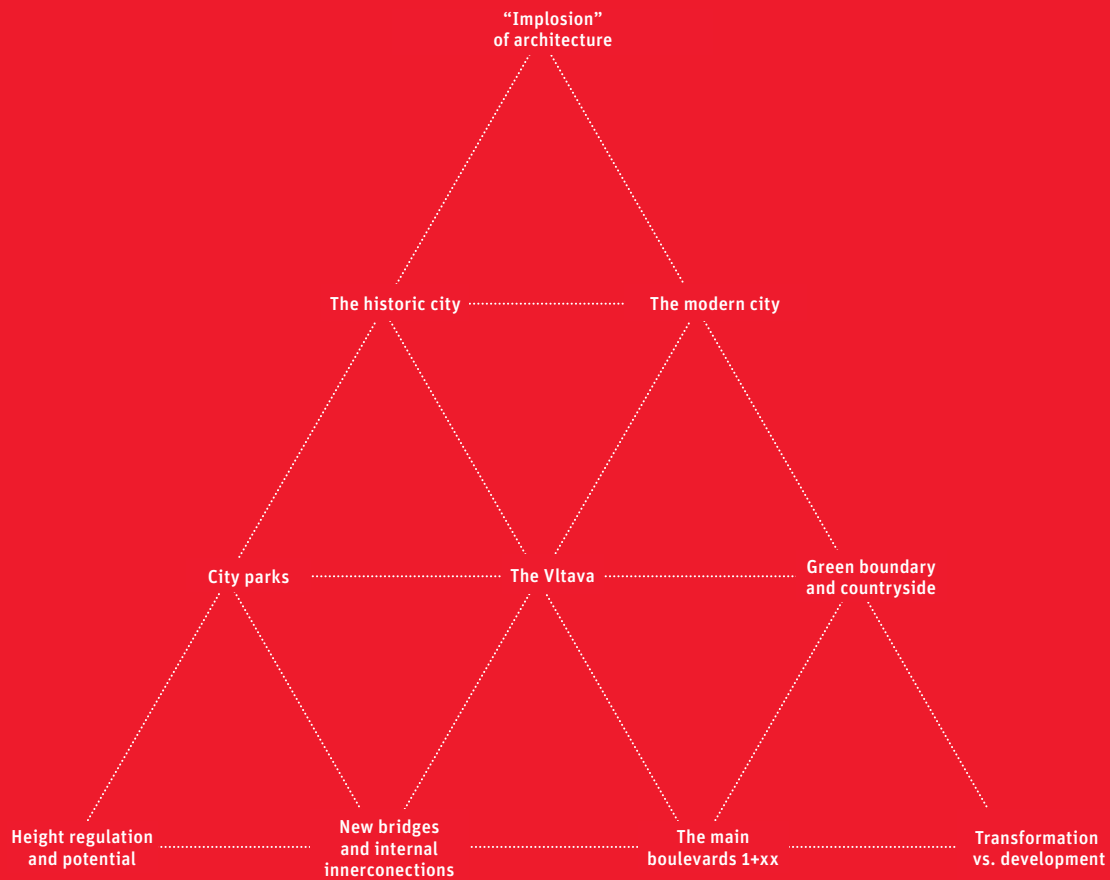 “Implosion”
of architecture
The historic city
The modern city
City parks
The Vltava
Green boundary
and countryside
Height regulation
and potential
New bridges
and internal
innerconections
The main
boulevards 1+xx
Transformation
vs. development